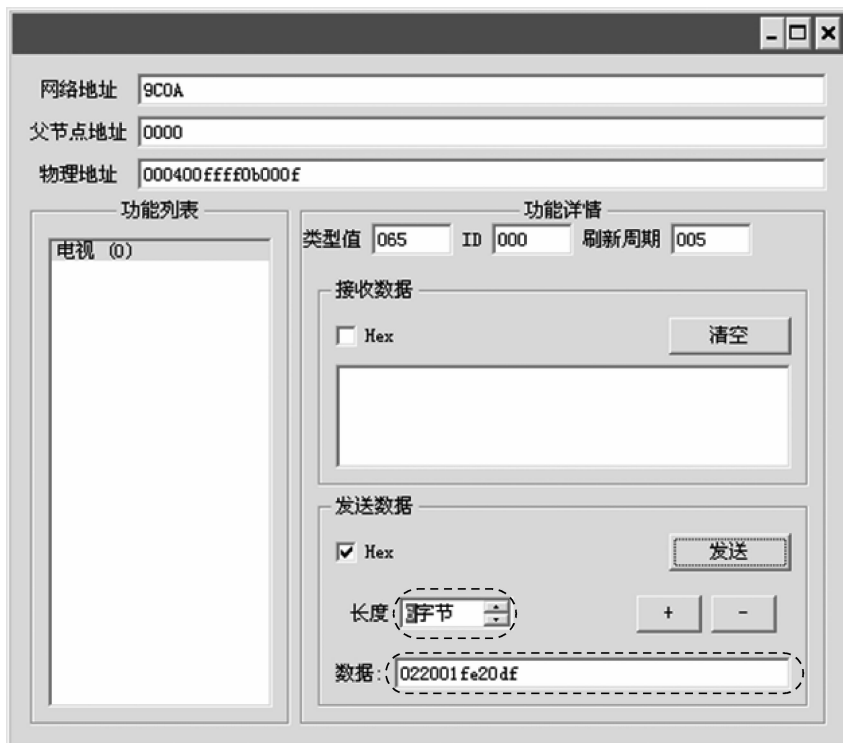 网络地址 9C0A
父节点地址 0000
物理地址 000400ffff0b000f
功能列表
电视 (0)
功能详情
类型值 065 ID 000 刷新周期 005
接收数据
Hex 清空
发送数据
Hex 发送
长度 字节 + -
数据: 022001fe20df